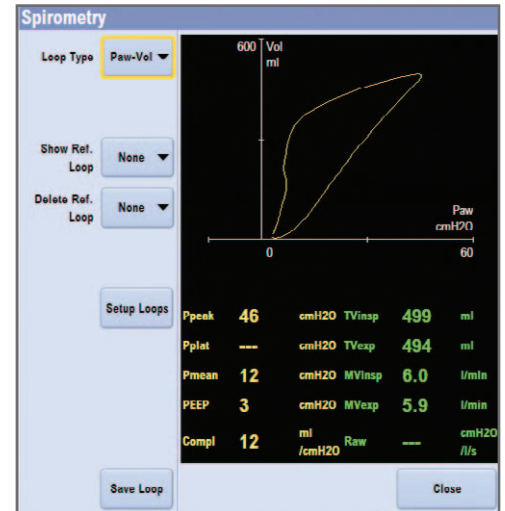 Spirometry
Loop Type Paw-Vol
600 Vol
ml
Show Ref.
Loop
None
Delete Ref.
Loop
None
Paw
cmH2O
0 60
Setup Loops
Ppeak 46 cmH2O TVinsp 499 ml
Pplat --- cmH2O TVexp 494 ml
Pmean 12 cmH2O MVinsp 6.0 l/min
PEEP 3 cmH2O MVexp 5.9 l/min
Compl 12 ml
/cmH2O
Raw --- cmH2O
/l/s
Save Loop
Close